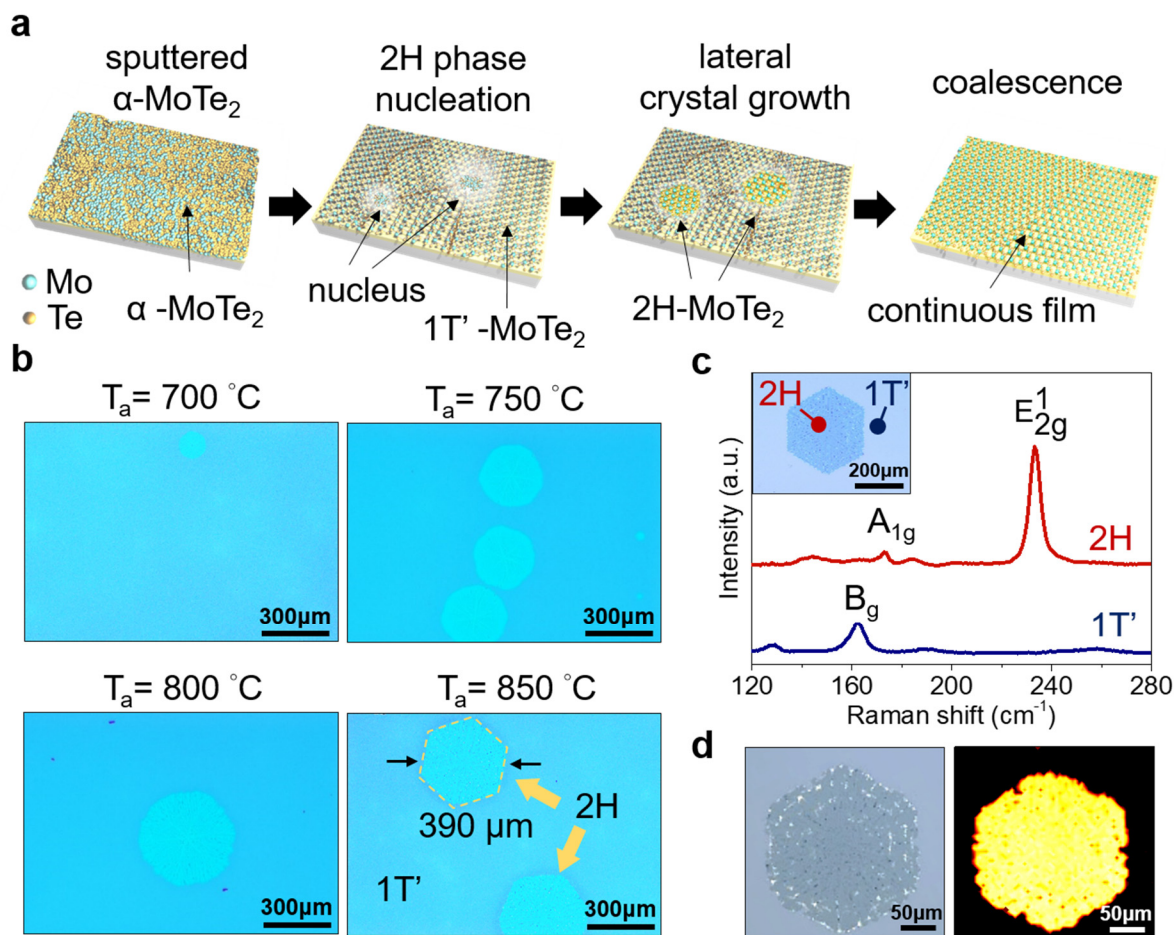 a
sputtered
α-MoTe₂
2H phase
nucleation
lateral
crystal growth
coalescence
Mo
Te
α -MoTe₂
nucleus
1T’ -MoTe₂
2H-MoTe₂
continuous film
b
Tₐ= 700 °C
300μm
Tₐ= 750 °C
300μm
Tₐ= 800 °C
300μm
Tₐ= 850 °C
390 μm
2H
1T’
300μm
c
Intensity (a.u.)
2H
1T’
200μm
E¹₂g
A₁g
2H
Bg
1T’
120 160 200 240 280
Raman shift (cm⁻¹)
d
50μm
50μm